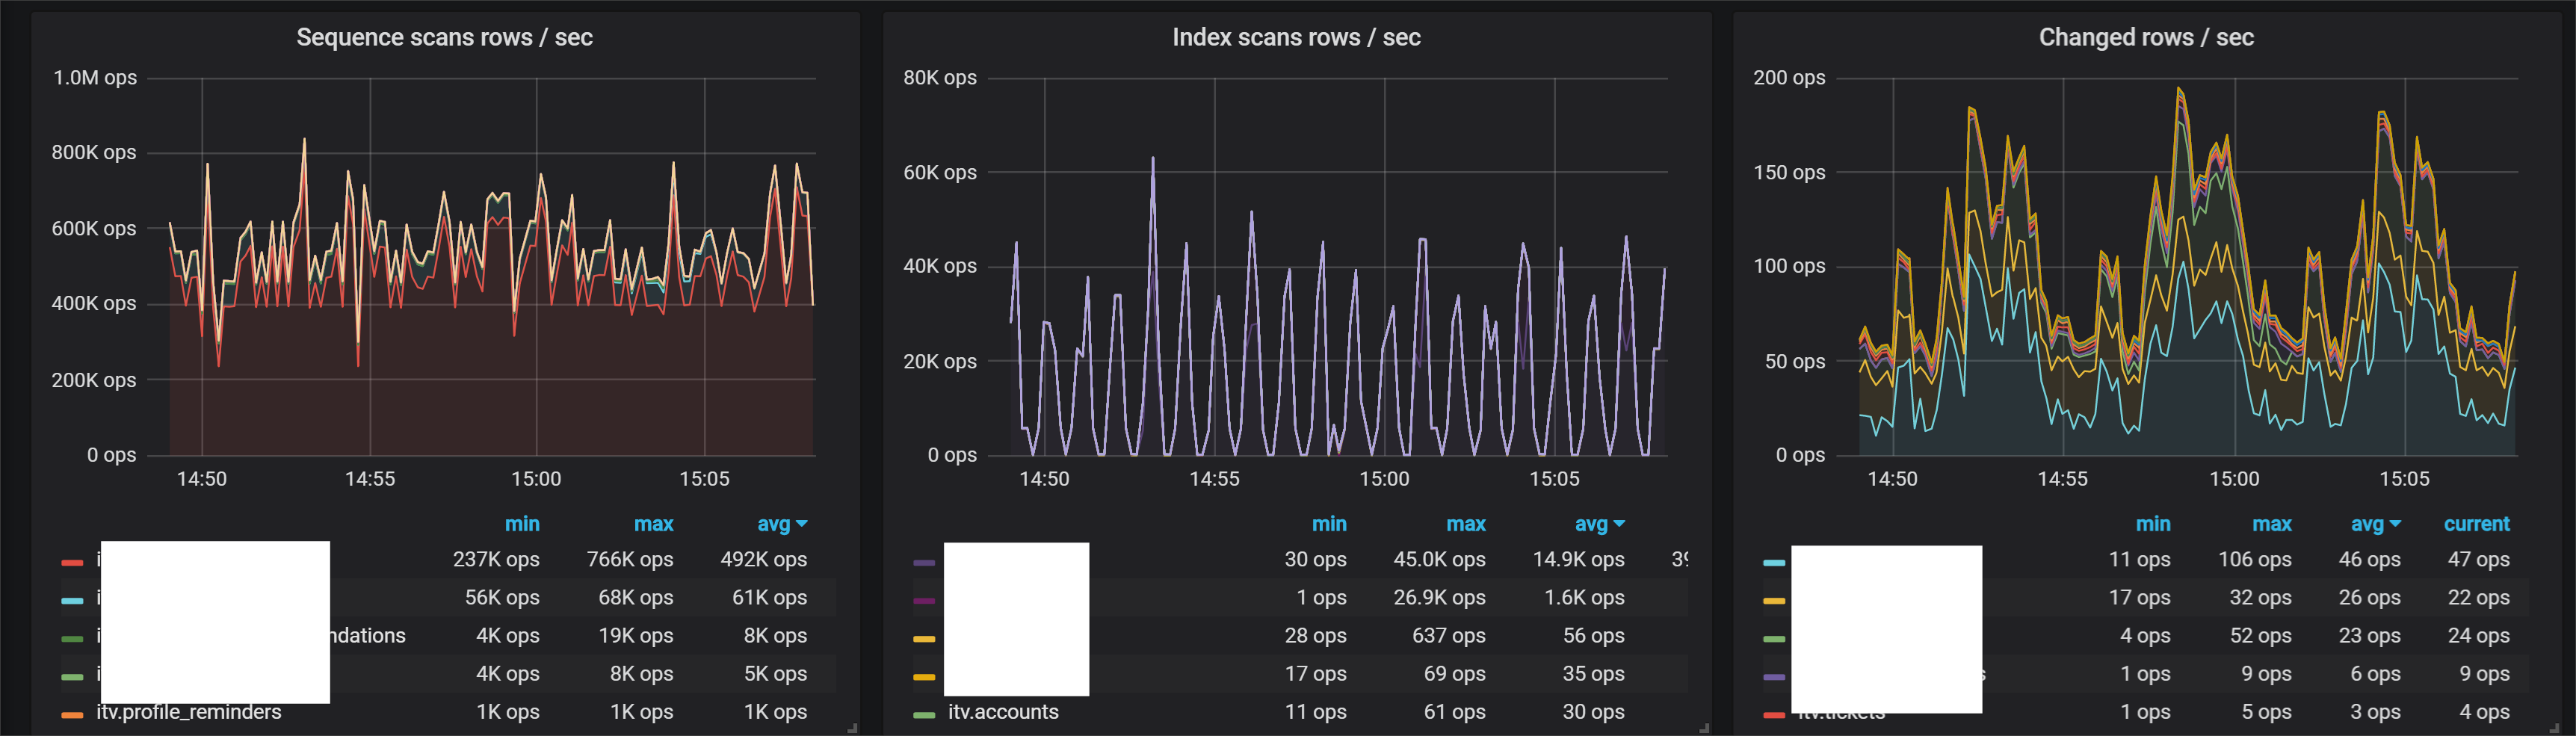 Sequence scans rows / sec
1.0M ops
800K ops
600K ops
400K ops
200K ops
0 ops
14:50 14:55 15:00 15:05
min max avg
i 237K ops 766K ops 492K ops
i 56K ops 68K ops 61K ops
i ndations 4K ops 19K ops 8K ops
i 4K ops 8K ops 5K ops
itv.profile_reminders 1K ops 1K ops 1K ops
Index scans rows / sec
80K ops
60K ops
40K ops
20K ops
0 ops
14:50 14:55 15:00 15:05
min max avg
30 ops 45.0K ops 14.9K ops 39
1 ops 26.9K ops 1.6K ops
28 ops 637 ops 56 ops
17 ops 69 ops 35 ops
itv.accounts 11 ops 61 ops 30 ops
Changed rows / sec
200 ops
150 ops
100 ops
50 ops
0 ops
14:50 14:55 15:00 15:05
min max avg current
11 ops 106 ops 46 ops 47 ops
17 ops 32 ops 26 ops 22 ops
4 ops 52 ops 23 ops 24 ops
s 1 ops 9 ops 6 ops 9 ops
itv.tickets 1 ops 5 ops 3 ops 4 ops